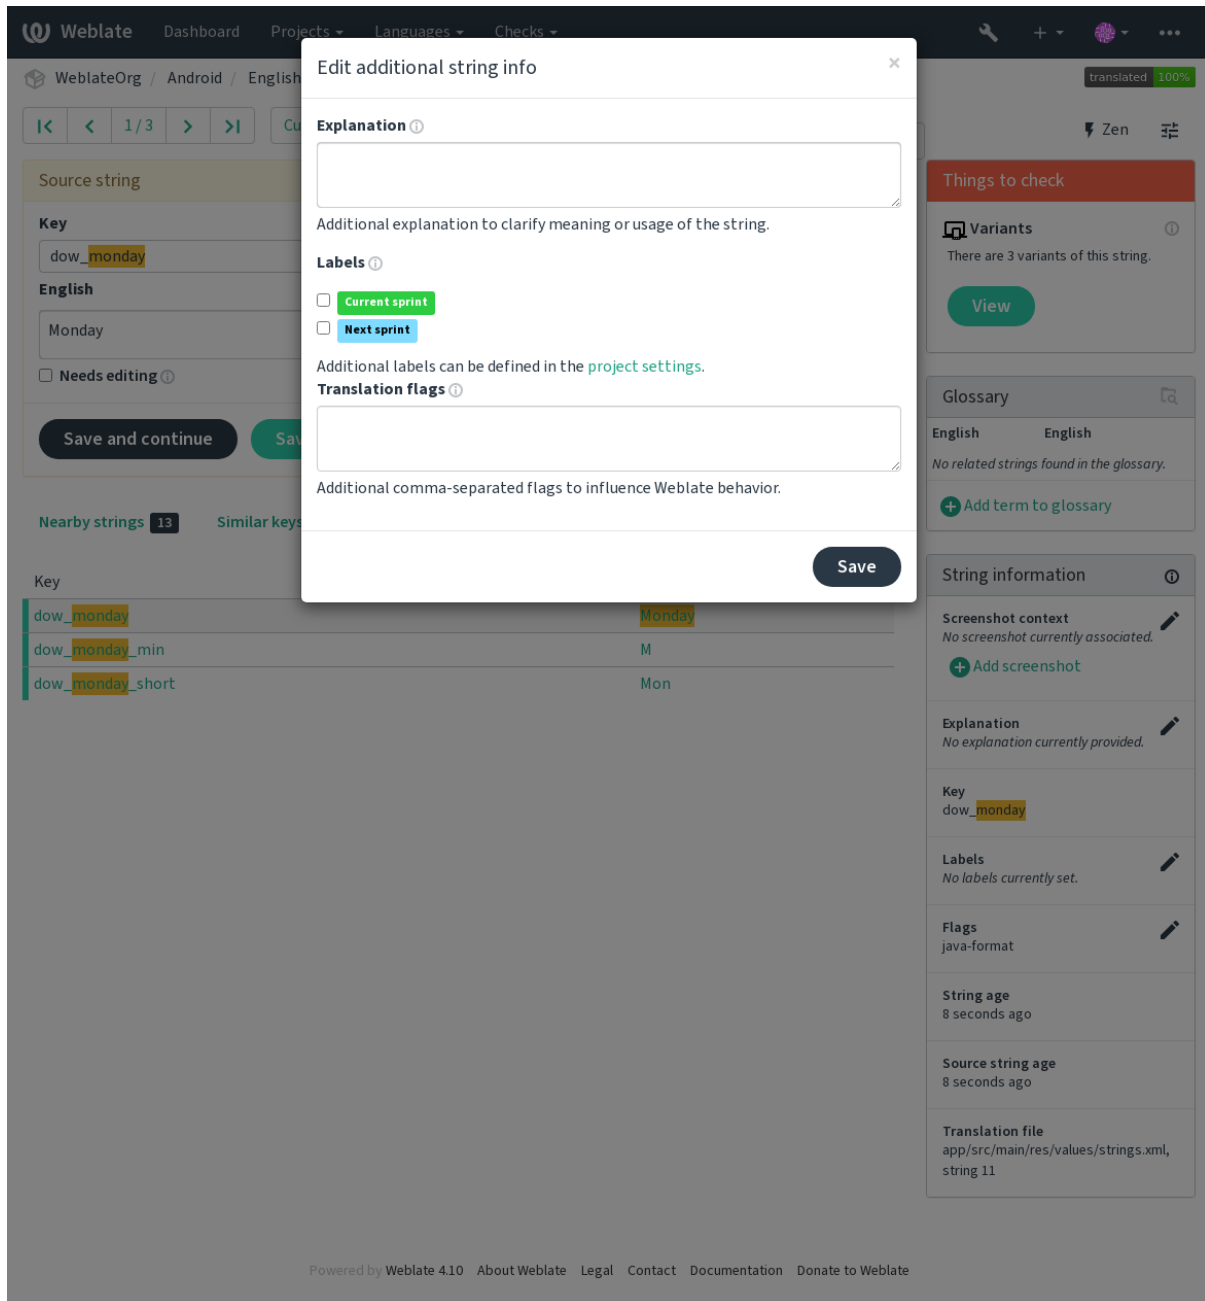 Weblate Dashboard Projects Languages Checks
WeblateOrg / Android / English
translated 100%
1 / 3
Cu
Zen
Edit additional string info
×
Explanation
Additional explanation to clarify meaning or usage of the string.
Labels
Current sprint
Next sprint
Additional labels can be defined in the project settings.
Translation flags
Additional comma-separated flags to influence Weblate behavior.
Save
Source string
Key
dow_monday
English
Monday
Needs editing
Save and continue
Sav
Nearby strings 13
Similar keys
Key
dow_monday Monday
dow_monday_min M
dow_monday_short Mon
Things to check
Variants
There are 3 variants of this string.
View
Glossary
English English
No related strings found in the glossary.
Add term to glossary
String information
Screenshot context
No screenshot currently associated.
Add screenshot
Explanation
No explanation currently provided.
Key
dow_monday
Labels
No labels currently set.
Flags
java-format
String age
8 seconds ago
Source string age
8 seconds ago
Translation file
app/src/main/res/values/strings.xml,
string 11
Powered by Weblate 4.10 About Weblate Legal Contact Documentation Donate to Weblate